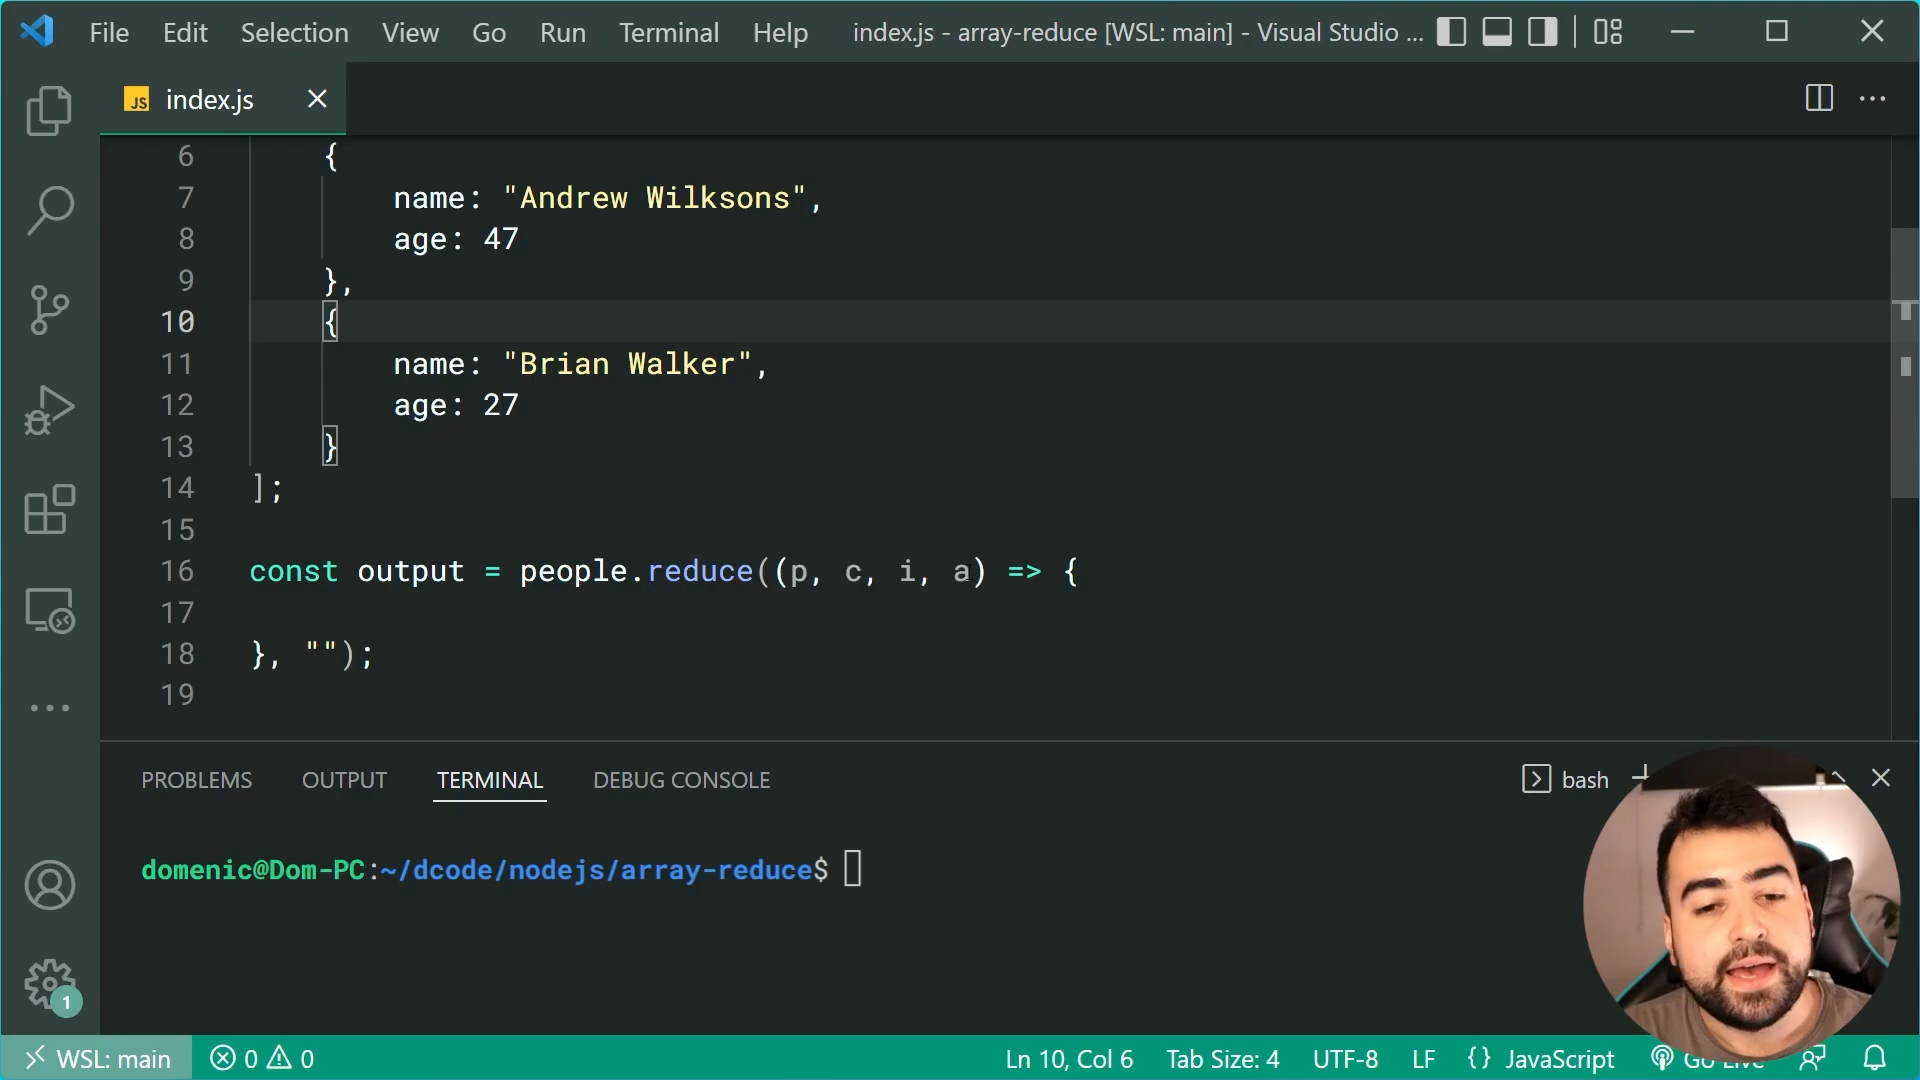 File Edit Selection View Go Run Terminal Help index.js - array-reduce [WSL: main] - Visual Studio ...
JS index.js
6 {
7 name: "Andrew Wilksons",
8 age: 47
9 },
10 {
11 name: "Brian Walker",
12 age: 27
13 }
14 ];
15
16 const output = people.reduce((p, c, i, a) => {
17
18 }, "");
19
PROBLEMS OUTPUT TERMINAL DEBUG CONSOLE bash
domenic@Dom-PC:~/dcode/nodejs/array-reduce$
1
WSL: main 0 0 Ln 10, Col 6 Tab Size: 4 UTF-8 LF {} JavaScript Go Live